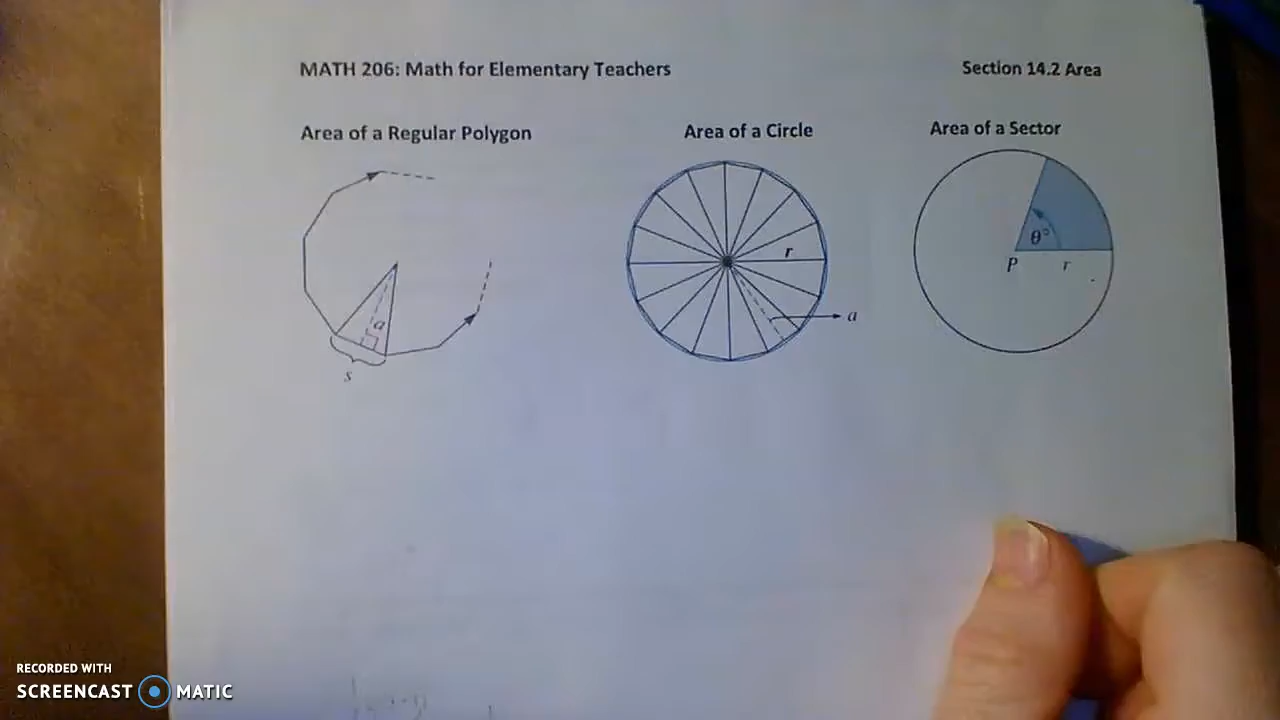 MATH 206: Math for Elementary Teachers
Section 14.2 Area
Area of a Regular Polygon
Area of a Circle
Area of a Sector
a
s
r
a
θ°
P
r
RECORDED WITH
SCREENCAST MATIC